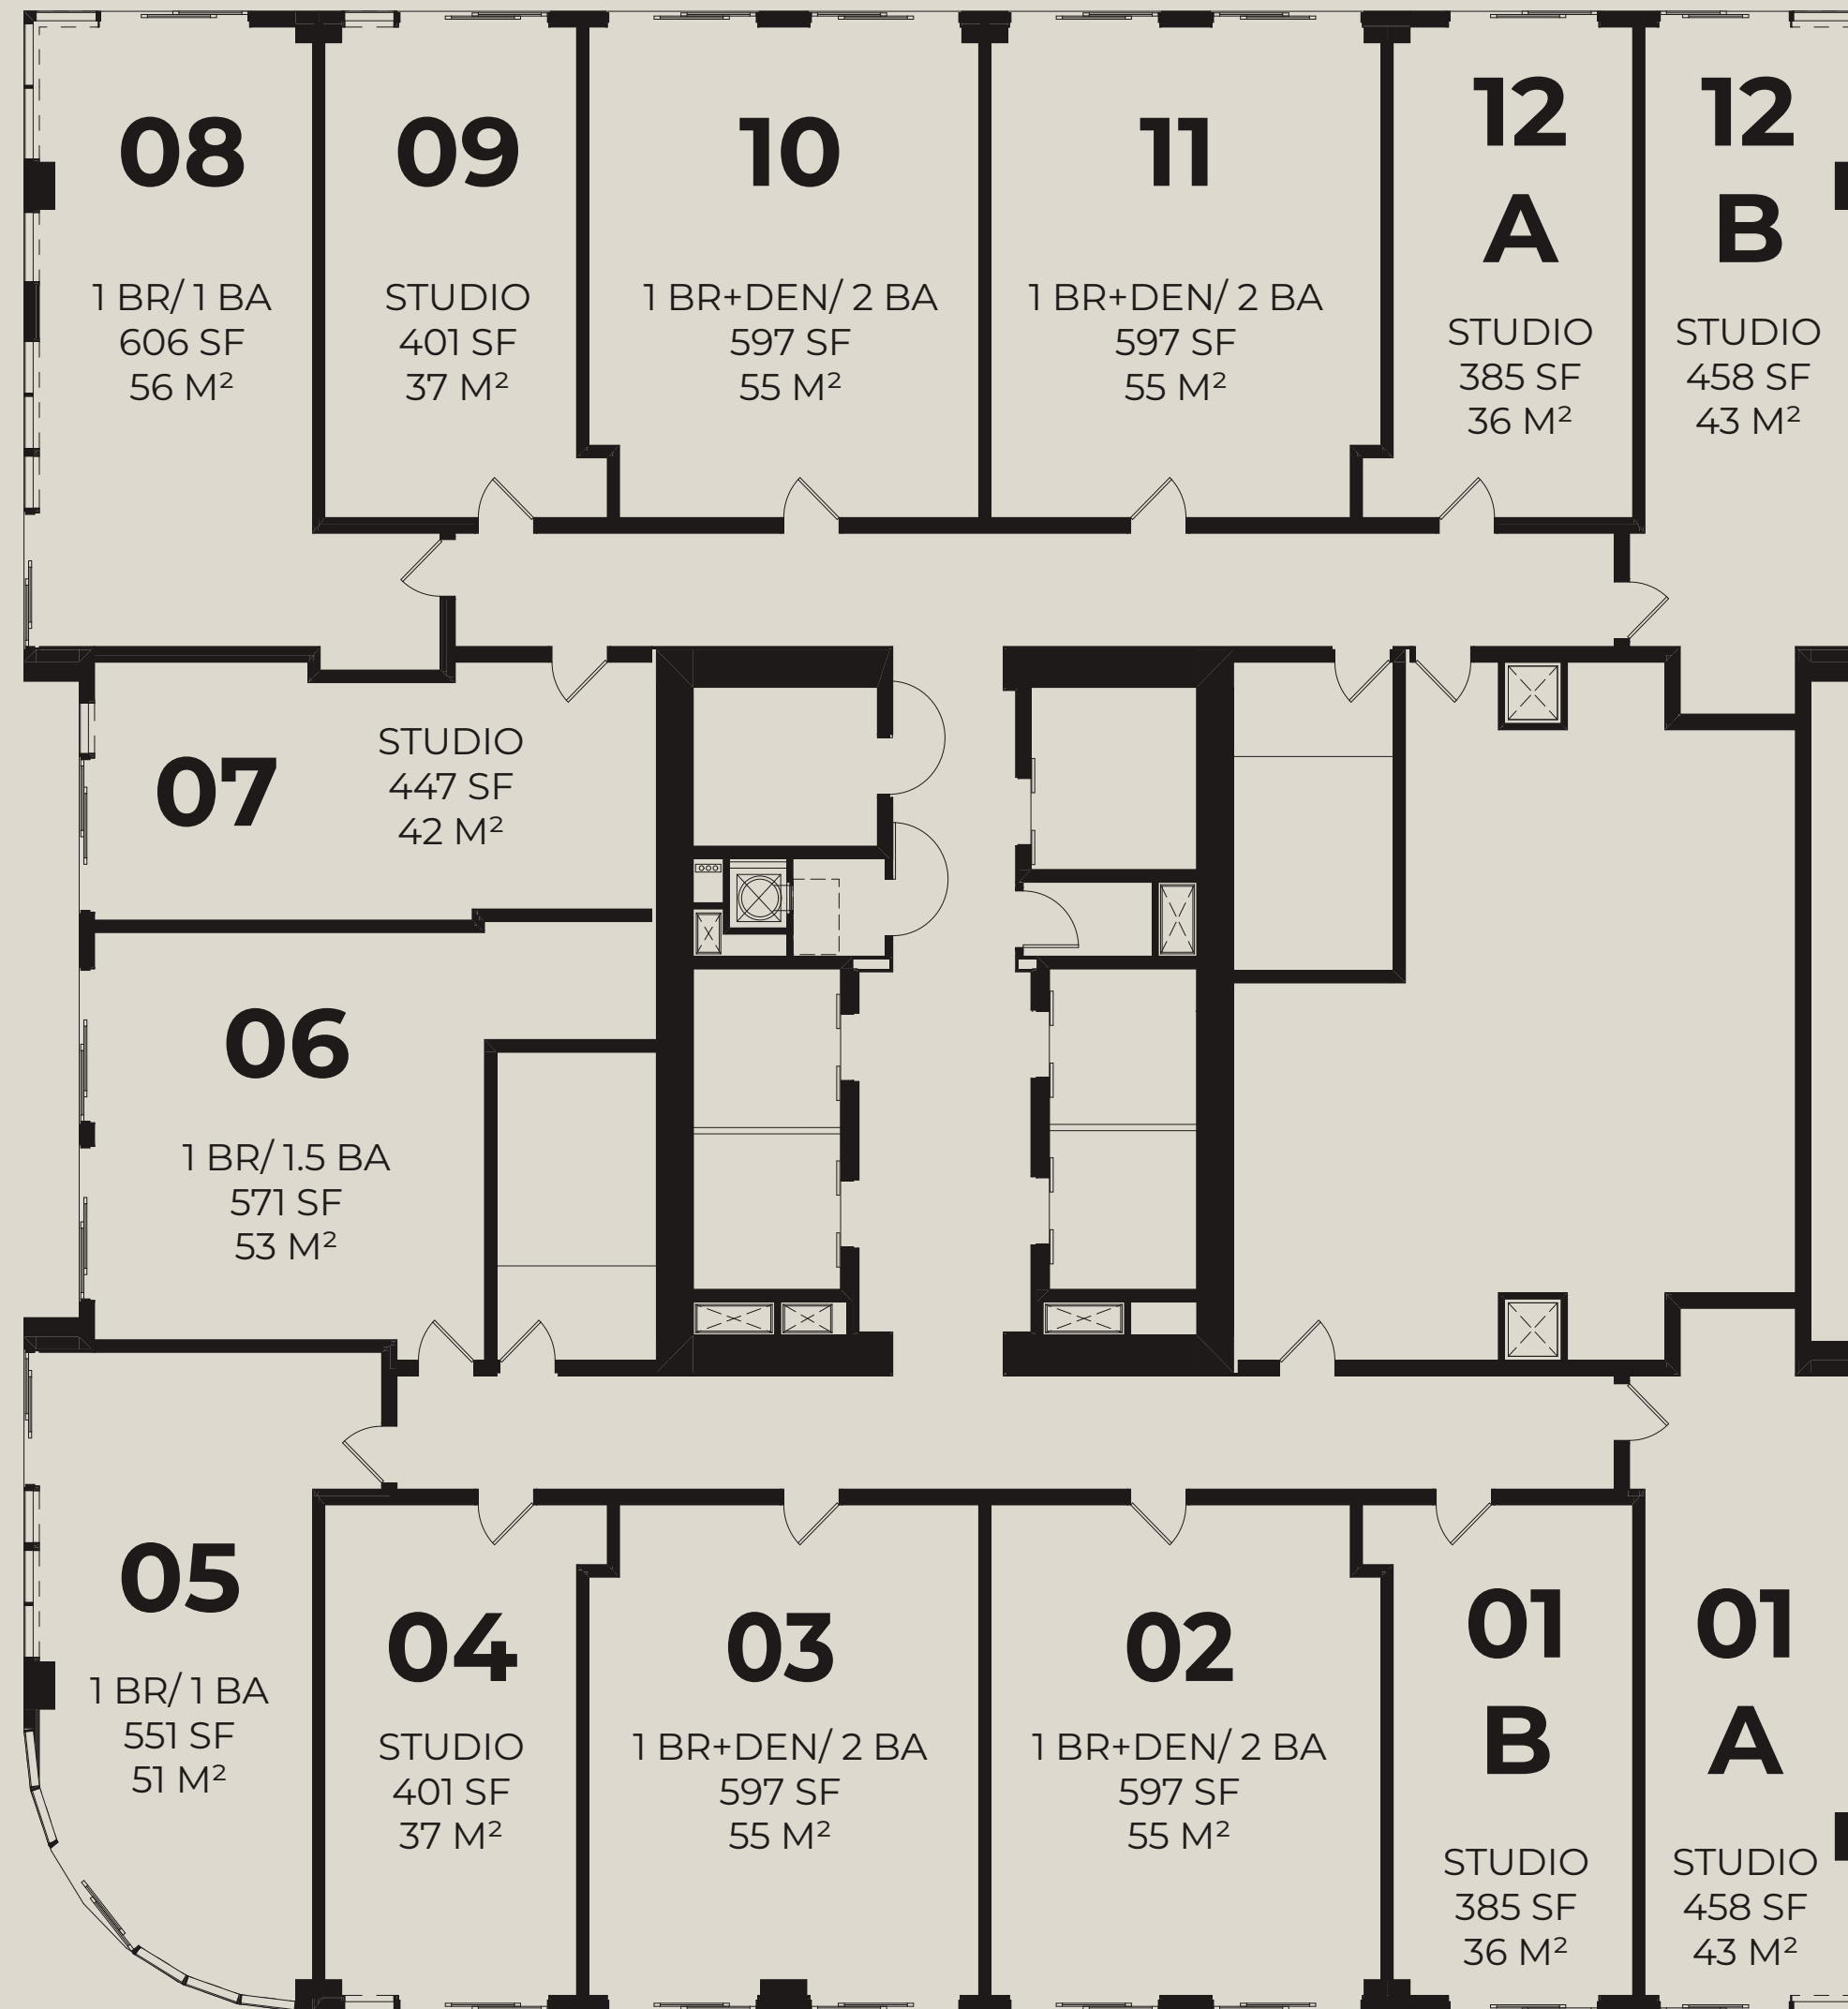 08
1 BR/ 1 BA
606 SF
56 M²
09
STUDIO
401 SF
37 M²
10
1 BR+DEN/ 2 BA
597 SF
55 M²
11
1 BR+DEN/ 2 BA
597 SF
55 M²
12
A
STUDIO
385 SF
36 M²
12
B
STUDIO
458 SF
43 M²
07
STUDIO
447 SF
42 M²
06
1 BR/ 1.5 BA
571 SF
53 M²
05
1 BR/ 1 BA
551 SF
51 M²
04
STUDIO
401 SF
37 M²
03
1 BR+DEN/ 2 BA
597 SF
55 M²
02
1 BR+DEN/ 2 BA
597 SF
55 M²
01
B
STUDIO
385 SF
36 M²
01
A
STUDIO
458 SF
43 M²